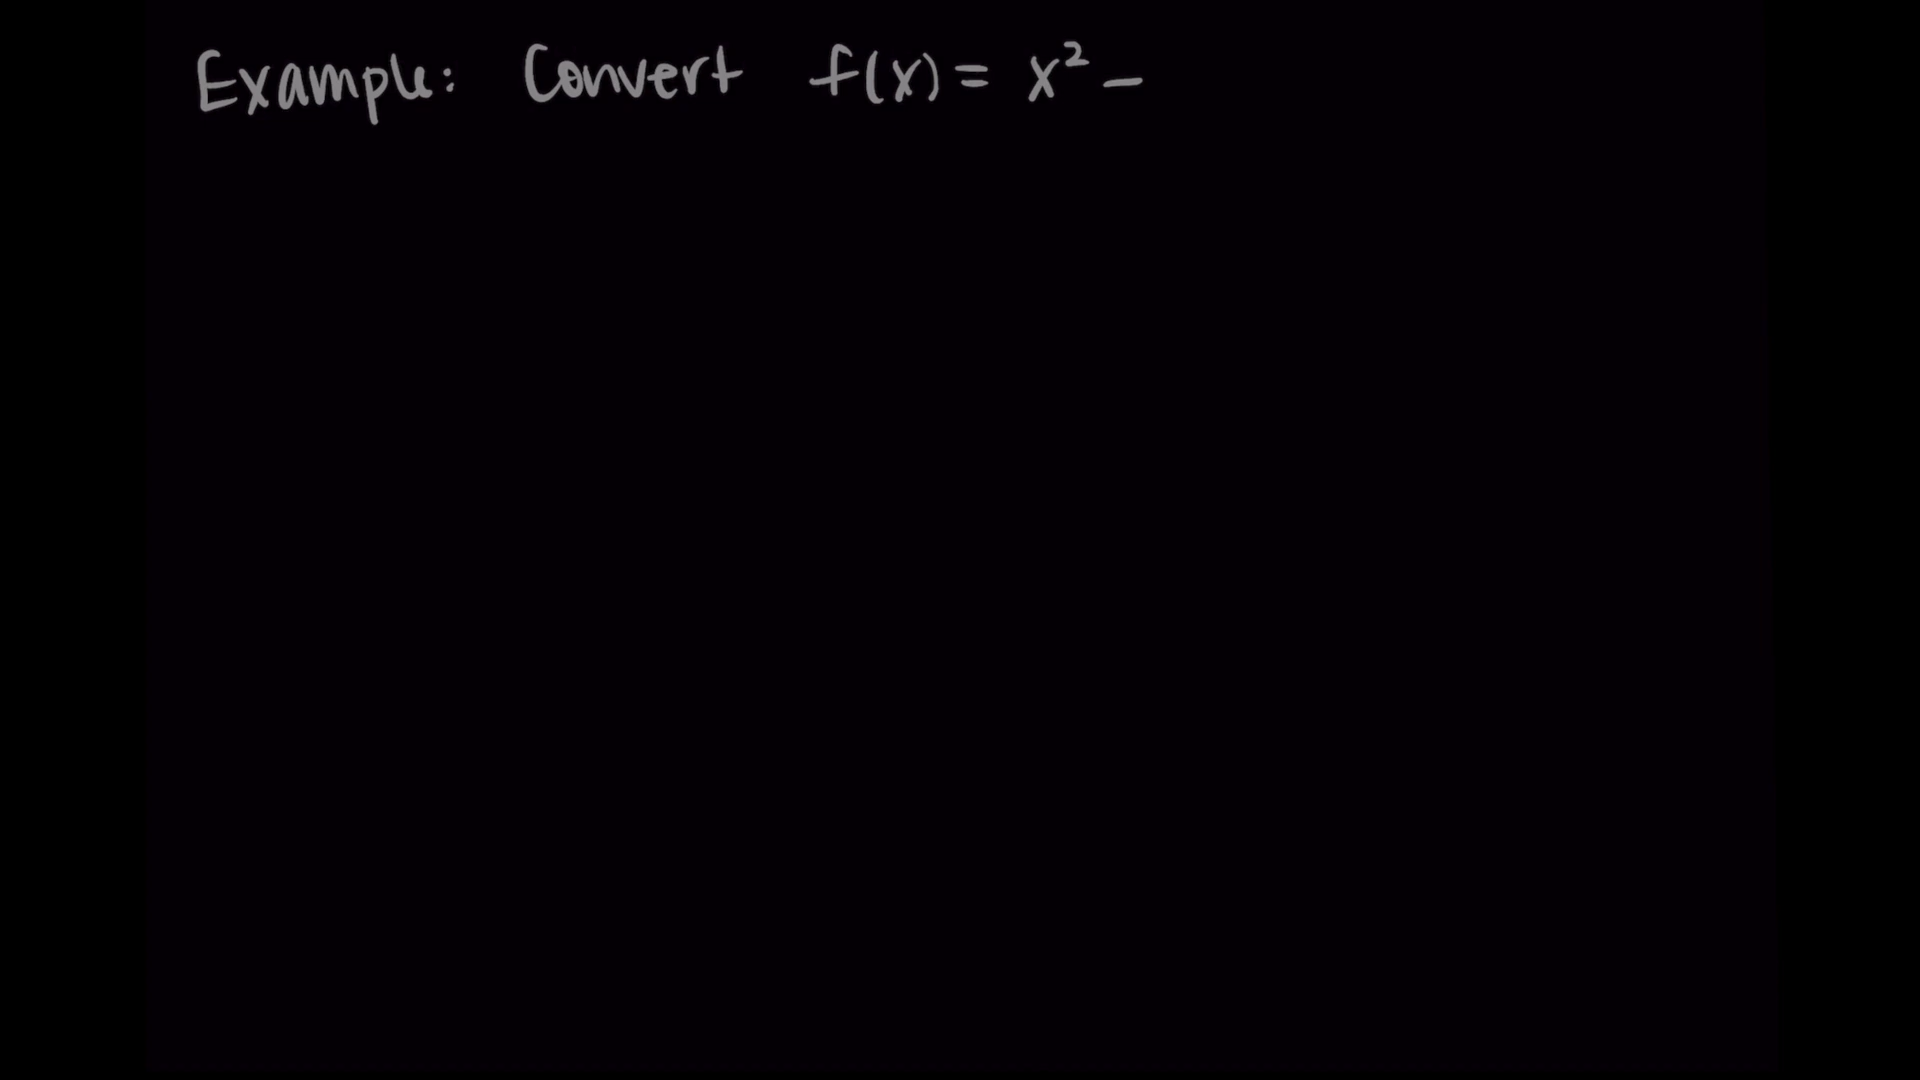 Example: Convert f(x) = x² −